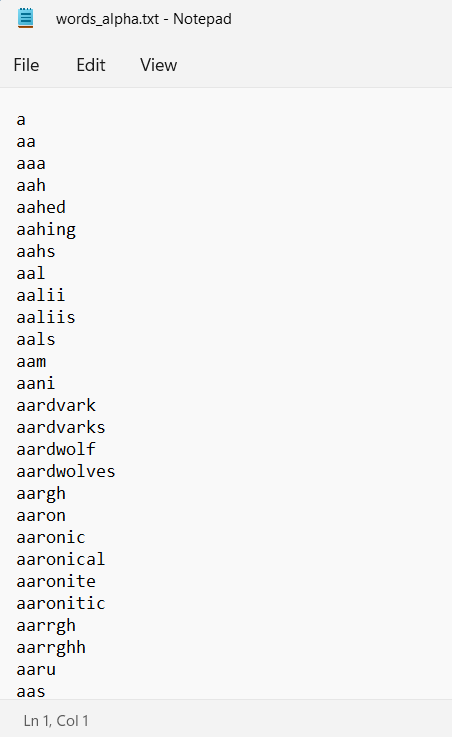 words_alpha.txt - Notepad
File Edit View
a
aa
aaa
aah
aahed
aahing
aahs
aal
aalii
aaliis
aals
aam
aani
aardvark
aardvarks
aardwolf
aardwolves
aargh
aaron
aaronic
aaronical
aaronite
aaronitic
aarrgh
aarrghh
aaru
aas
Ln 1, Col 1